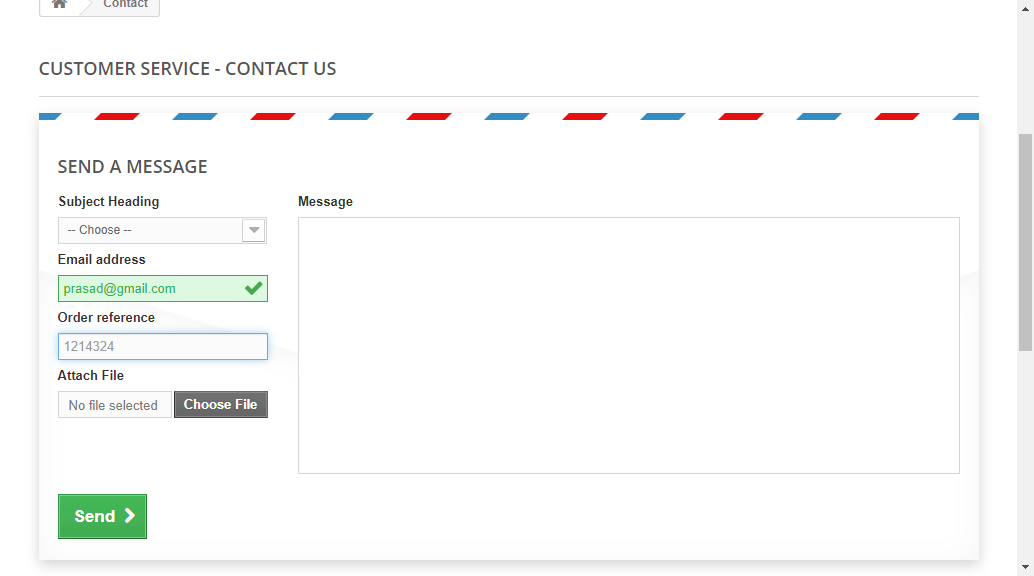 Contact
CUSTOMER SERVICE - CONTACT US
SEND A MESSAGE
Subject Heading
-- Choose --
Email address
prasad@gmail.com
Order reference
1214324
Attach File
No file selected
Choose File
Message
Send